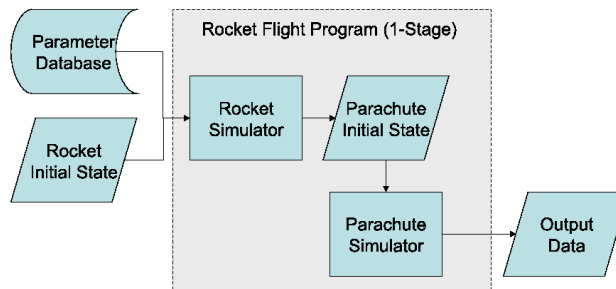 Rocket Flight Program (1-Stage)
Parameter
Database
Rocket
Initial State
Rocket
Simulator
Parachute
Initial State
Parachute
Simulator
Output
Data